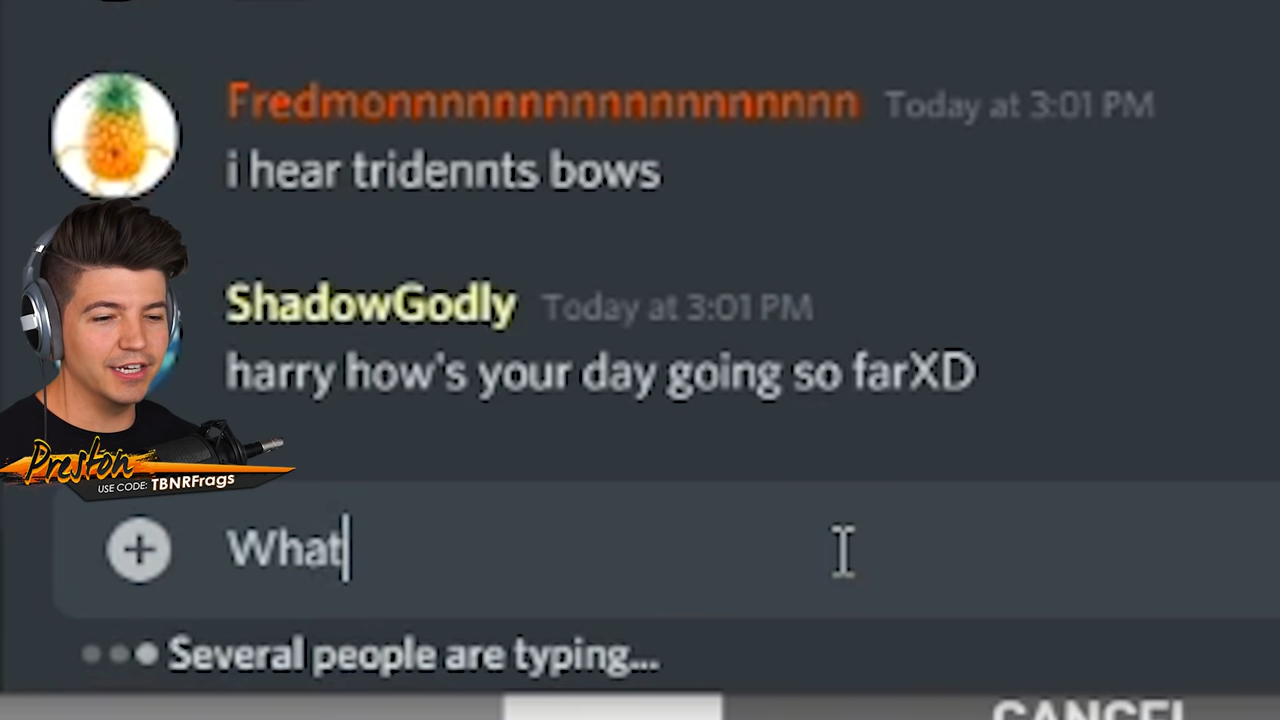 Fredmonnnnnnnnnnnnnnnnnn Today at 3:01 PM
i hear tridennts bows
ShadowGodly Today at 3:01 PM
harry how's your day going so farXD
Preston
USE CODE: TBNRFrags
What
Several people are typing...
CANCEL